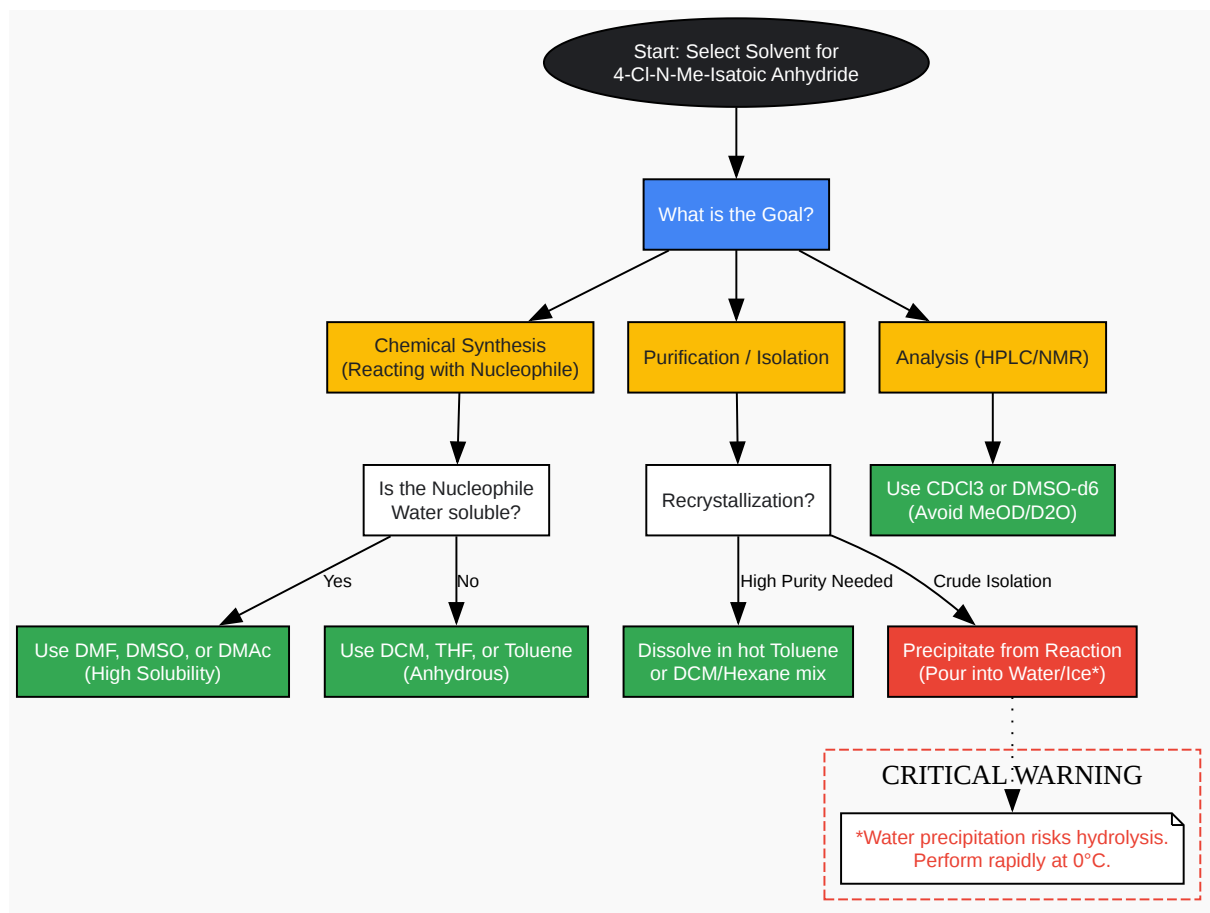 Start: Select Solvent for
4-Cl-N-Me-Isatoic Anhydride
What is the Goal?
Chemical Synthesis
(Reacting with Nucleophile)
Purification / Isolation
Analysis (HPLC/NMR)
Is the Nucleophile
Water soluble?
Recrystallization?
Use CDCl3 or DMSO-d6
(Avoid MeOD/D2O)
Yes
No
High Purity Needed
Crude Isolation
Use DMF, DMSO, or DMAc
(High Solubility)
Use DCM, THF, or Toluene
(Anhydrous)
Dissolve in hot Toluene
or DCM/Hexane mix
Precipitate from Reaction
(Pour into Water/Ice*)
CRITICAL WARNING
*Water precipitation risks hydrolysis.
Perform rapidly at 0°C.